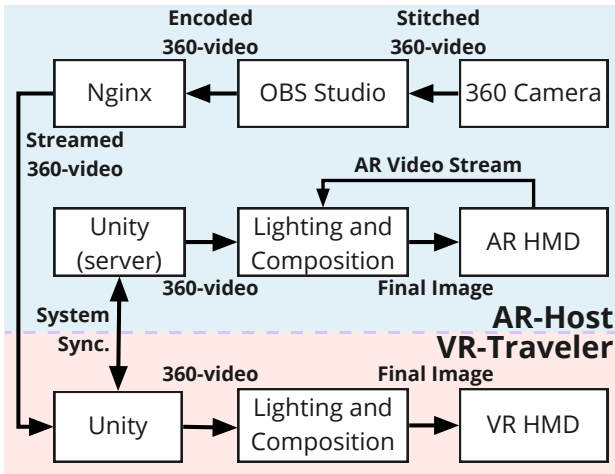 Encoded
360-video
Stitched
360-video
Nginx
OBS Studio
360 Camera
Streamed
360-video
AR Video Stream
Unity
(server)
Lighting and
Composition
AR HMD
360-video
Final Image
System
Sync.
AR-Host
VR-Traveler
360-video
Final Image
Unity
Lighting and
Composition
VR HMD